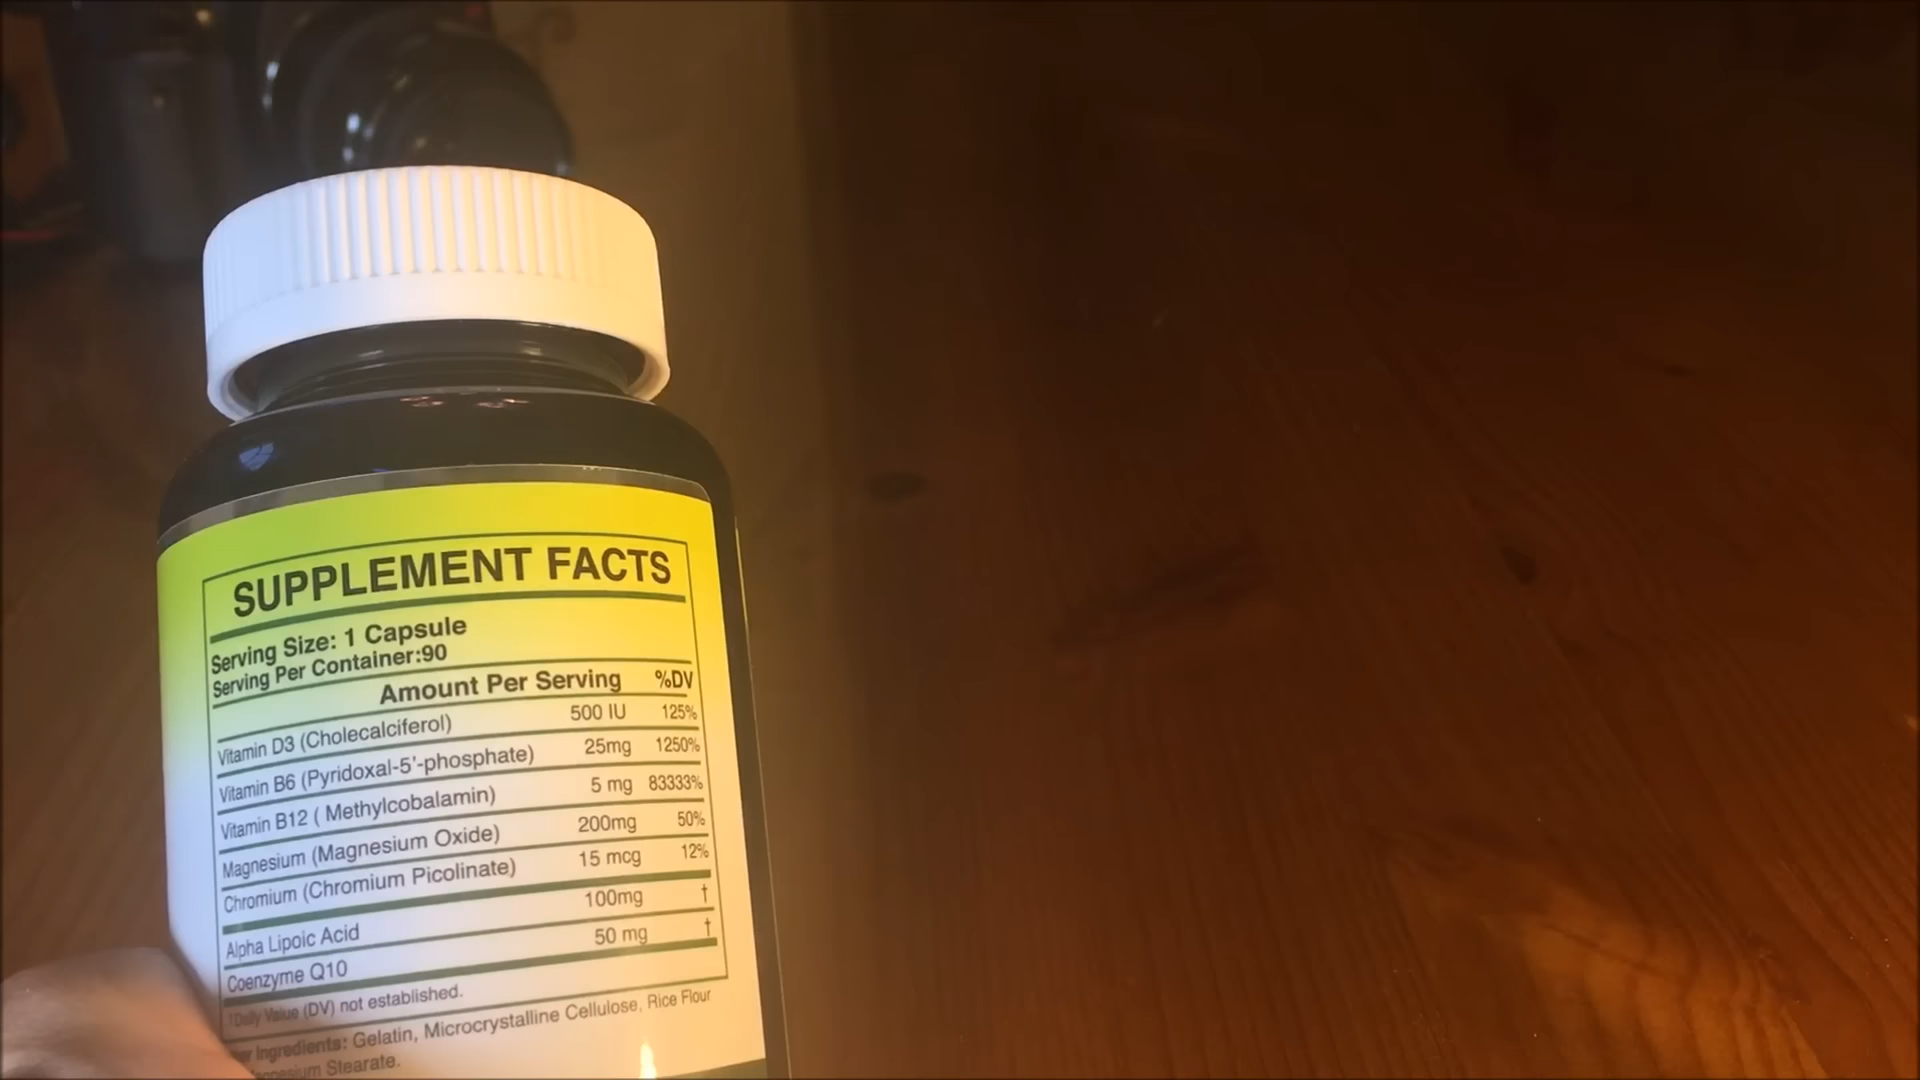 SUPPLEMENT FACTS
Serving Size: 1 Capsule
Serving Per Container:90
Amount Per Serving %DV
Vitamin D3 (Cholecalciferol) 500 IU 125%
Vitamin B6 (Pyridoxal-5'-phosphate) 25mg 1250%
Vitamin B12 ( Methylcobalamin) 5 mg 83333%
Magnesium (Magnesium Oxide) 200mg 50%
Chromium (Chromium Picolinate) 15 mcg 12%
Alpha Lipoic Acid 100mg †
Coenzyme Q10 50 mg †
†Daily Value (DV) not established.
Ingredients: Gelatin, Microcrystalline Cellulose, Rice Flour
Stearate.